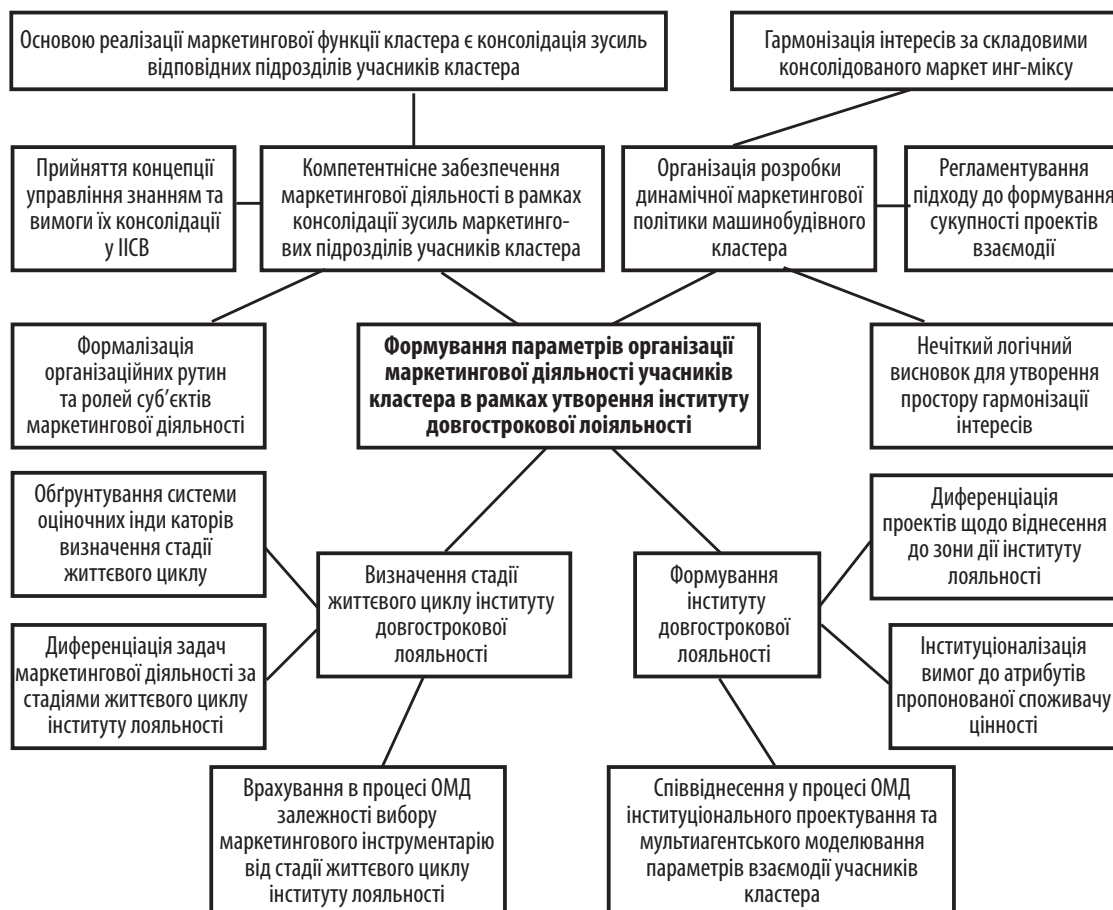 Основою реалізації маркетингової функції кластера є консолідація зусиль
відповідних підрозділів учасників кластера
Гармонізація інтересів за складовими
консолідованого маркет инг-міксу
Прийняття концепції
управління знанням та
вимоги їх консолідації
у ІІСВ
Компетентнісне забезпечення
маркетингової діяльності в рамках
консолідації зусиль маркетинго-
вих підрозділів учасників кластера
Організація розробки
динамічної маркетингової
політики машинобудівного
кластера
Регламентування
підходу до формування
сукупності проектів
взаємодії
Формалізація
організаційних рутин
та ролей суб’єктів
маркетингової діяльності
Формування параметрів організації
маркетингової діяльності учасників
кластера в рамках утворення інституту
довгострокової лоіяльності
Нечіткий логічний
висновок для утворення
простору гармонізації
інтересів
Обґрунтування системи
оціночних інди каторів
визначення стадії
життєвого циклу
Диференціація
проектів щодо віднесення
до зони дії інституту
лояльності
Визначення стадії
життєвого циклу інституту
довгострокової
лояльності
Формування
інституту
довгострокової
лояльності
Диференціація задач
маркетингової діяльності за
стадіями життєвого циклу
інституту лояльності
Інституціоналізація
вимог до атрибутів
пропонованої споживачу
цінності
Врахування в процесі ОМД
залежності вибору
маркетингового інструментарію
від стадії життєвого циклу
інституту лояльності
Співвіднесення у процесі ОМД
інституціонального проектування та
мультиагентського моделювання
параметрів взаємодії учасників
кластера